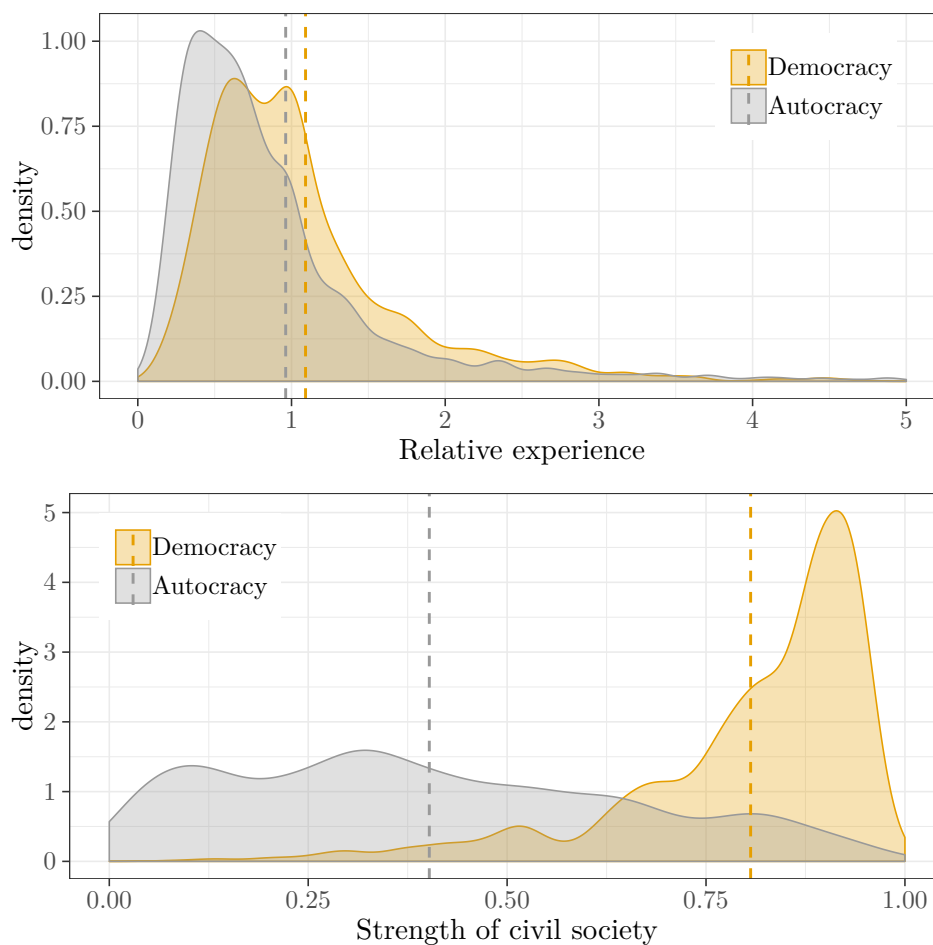 1.00
0.75
0.50
0.25
0.00
density
Democracy
Autocracy
0 1 2 3 4 5
Relative experience
5
4
3
2
1
0
density
Democracy
Autocracy
0.00 0.25 0.50 0.75 1.00
Strength of civil society